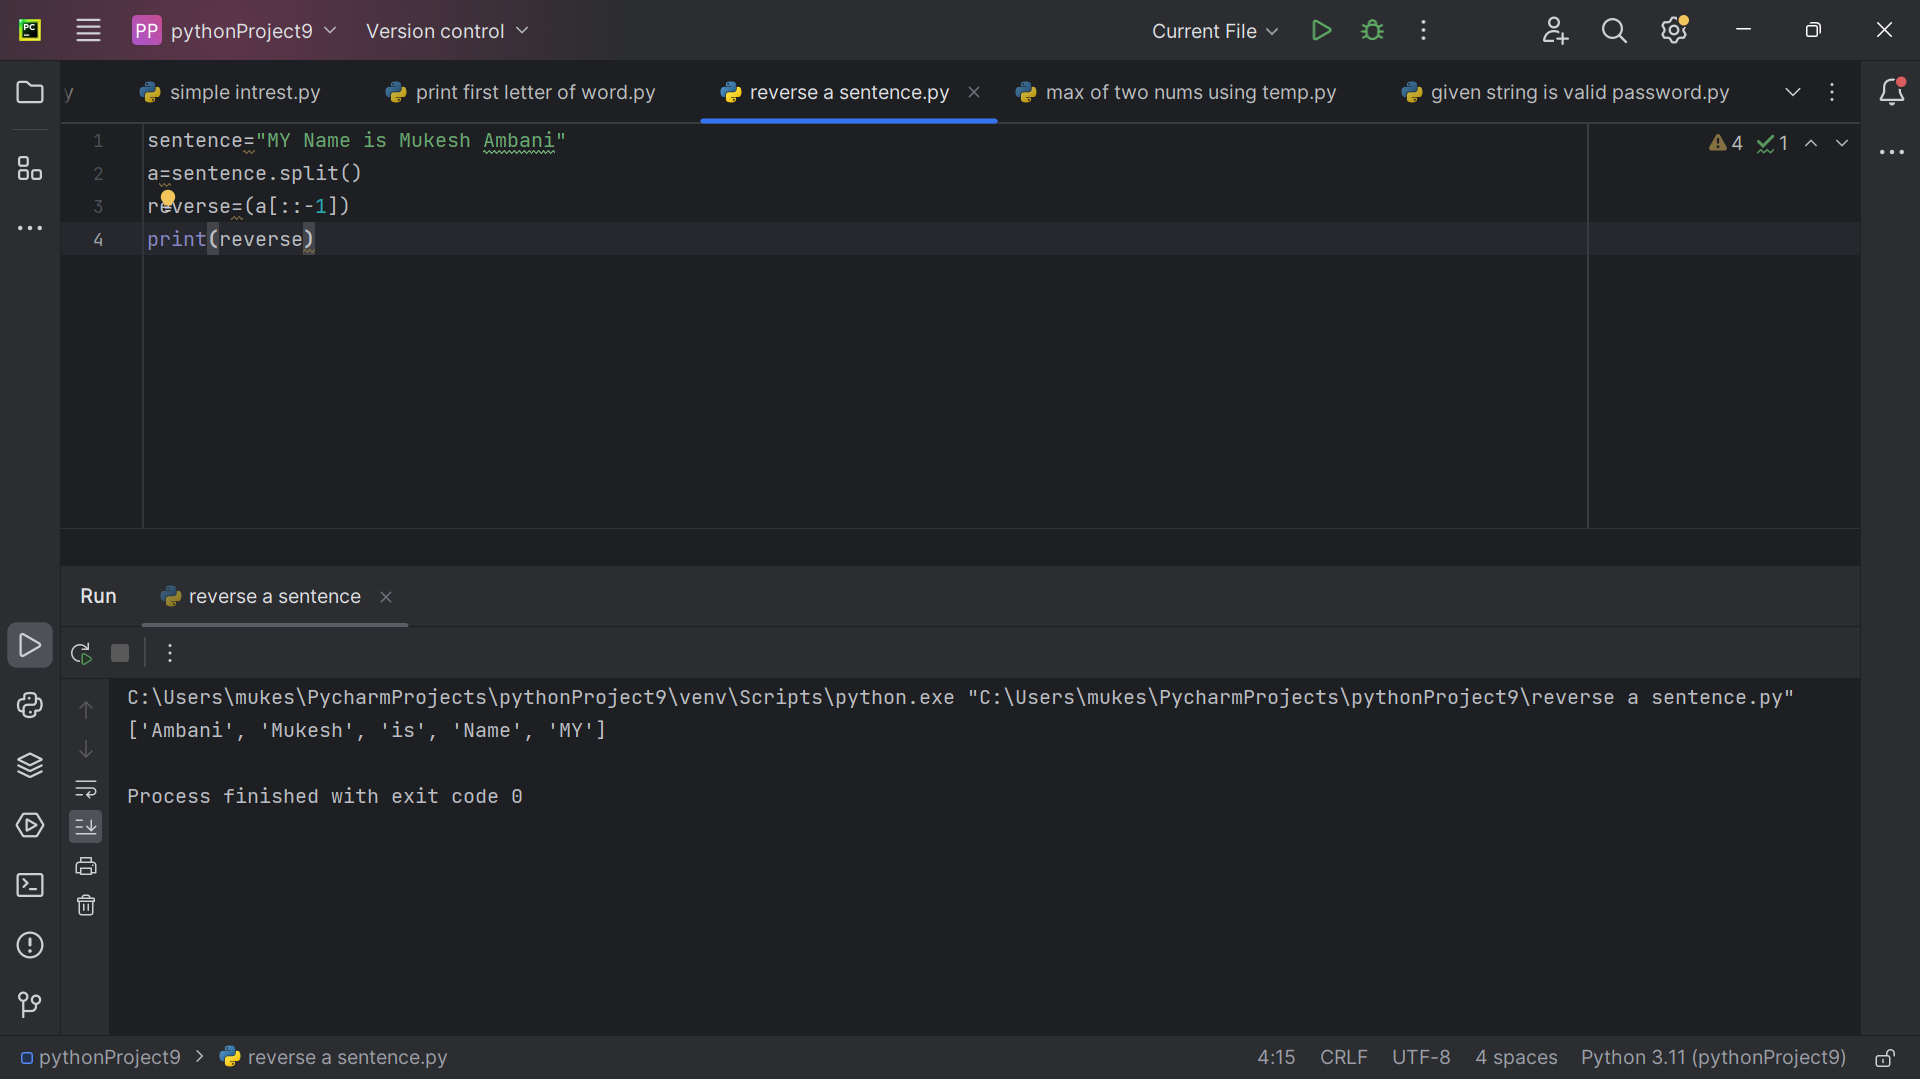 PC
PP pythonProject9 Version control Current File
y simple intrest.py print first letter of word.py reverse a sentence.py max of two nums using temp.py given string is valid password.py
1 sentence="MY Name is Mukesh Ambani" 4 1
2 a=sentence.split()
3 reverse=(a[::-1])
4 print(reverse)
Run reverse a sentence
C:\Users\mukes\PycharmProjects\pythonProject9\venv\Scripts\python.exe "C:\Users\mukes\PycharmProjects\pythonProject9\reverse a sentence.py"
['Ambani', 'Mukesh', 'is', 'Name', 'MY']
Process finished with exit code 0
pythonProject9 > reverse a sentence.py 4:15 CRLF UTF-8 4 spaces Python 3.11 (pythonProject9)